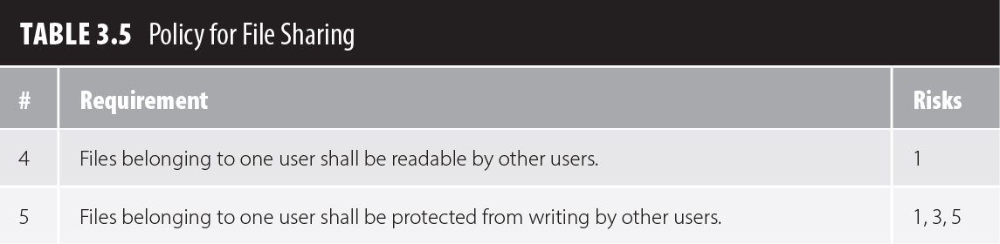 TABLE 3.5 Policy for File Sharing
# Requirement Risks
4 Files belonging to one user shall be readable by other users. 1
5 Files belonging to one user shall be protected from writing by other users. 1, 3, 5